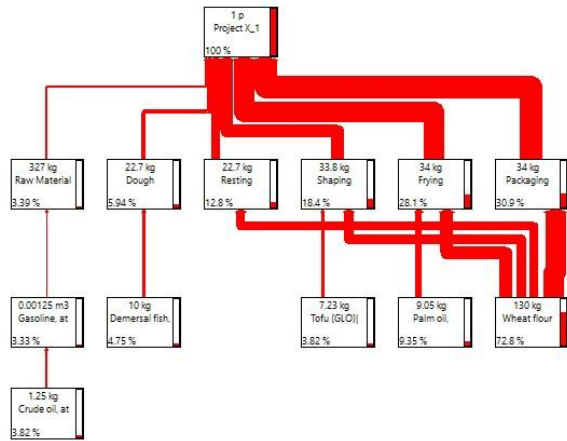 1 p
Project X_1
100 %
327 kg
Raw Material
3.39 %
22.7 kg
Dough
5.94 %
22.7 kg
Resting
12.8 %
33.8 kg
Shaping
18.4 %
34 kg
Frying
28.1 %
34 kg
Packaging
30.9 %
0.00125 m3
Gasoline, at
3.33 %
10 kg
Demersal fish,
4.75 %
7.23 kg
Tofu {GLO}|
3.82 %
9.05 kg
Palm oil,
9.35 %
130 kg
Wheat flour
72.8 %
1.25 kg
Crude oil, at
3.82 %